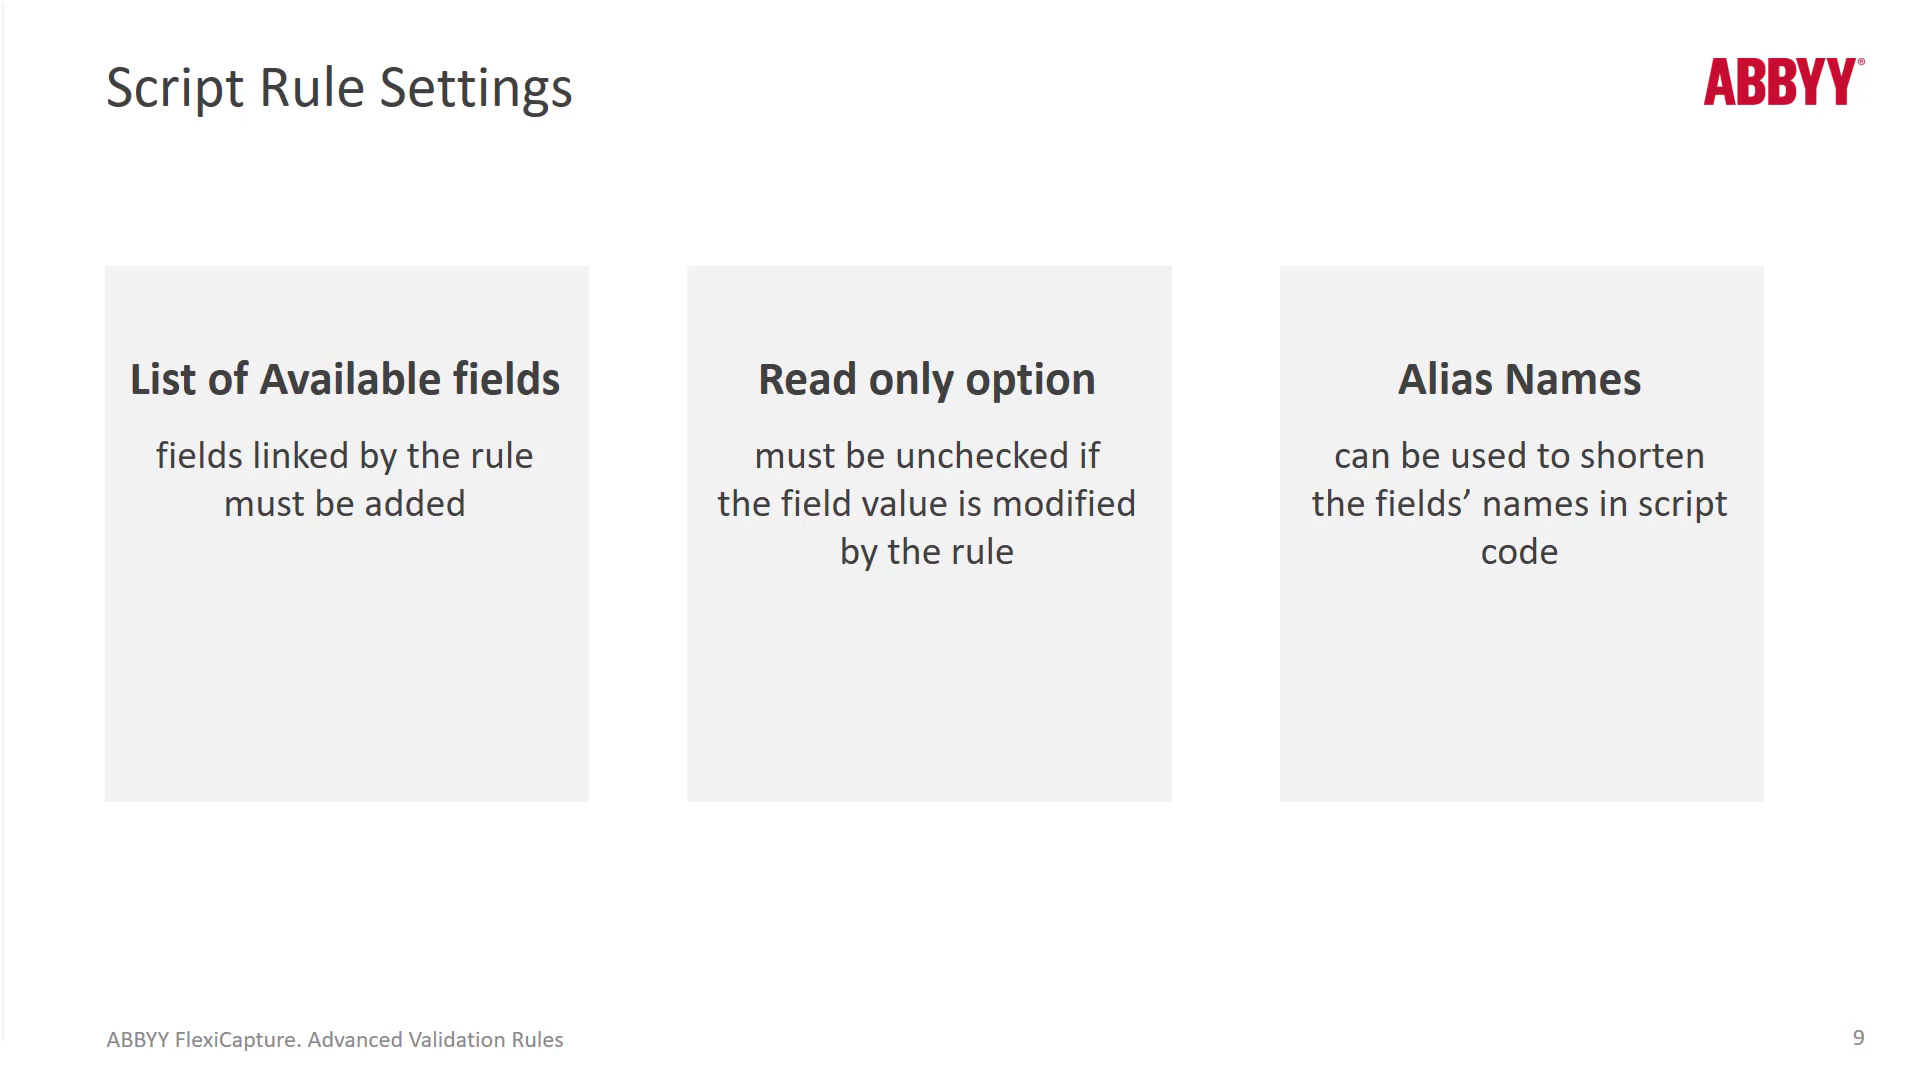 Script Rule Settings
ABBYY®
List of Available fields
fields linked by the rule
must be added
Read only option
must be unchecked if
the field value is modified
by the rule
Alias Names
can be used to shorten
the fields’ names in script
code
ABBYY FlexiCapture. Advanced Validation Rules
9